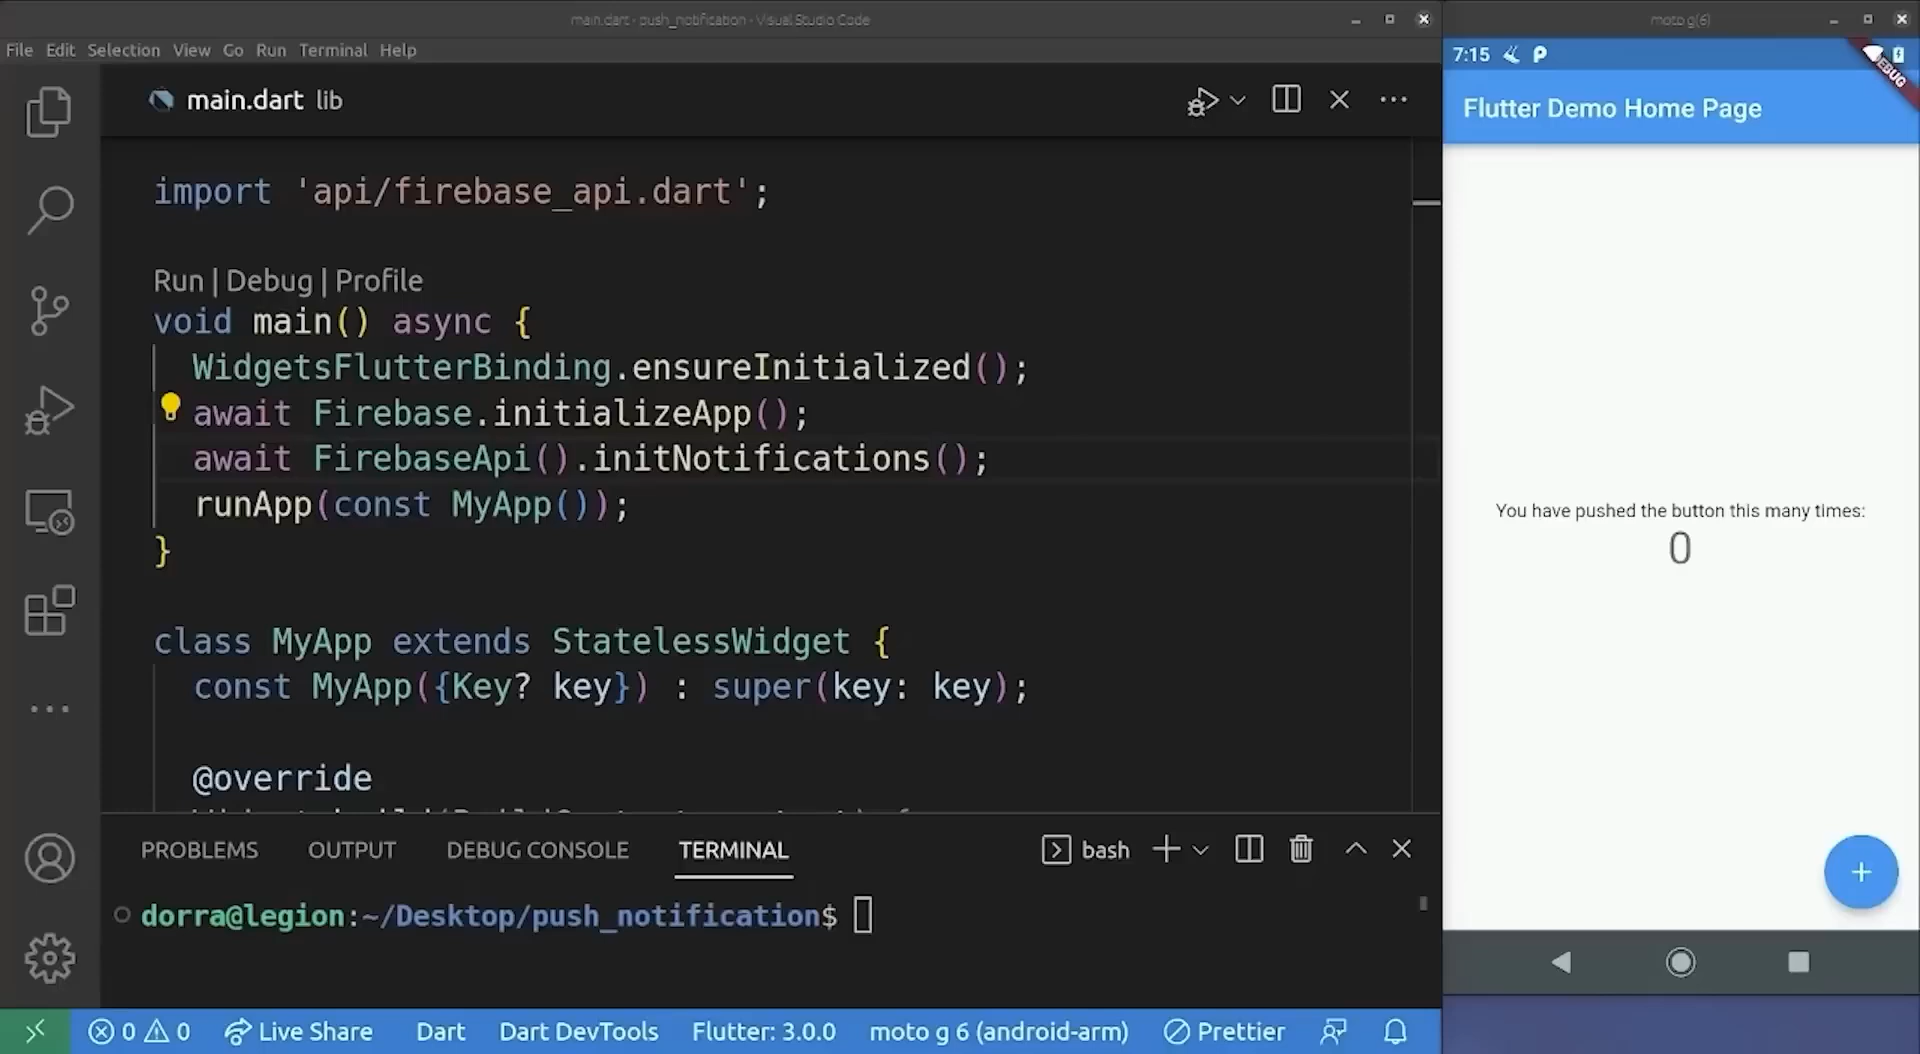 main.dart - push_notification - Visual Studio Code
File Edit Selection View Go Run Terminal Help
main.dart lib
import 'api/firebase_api.dart';
Run | Debug | Profile
void main() async {
WidgetsFlutterBinding.ensureInitialized();
await Firebase.initializeApp();
await FirebaseApi().initNotifications();
runApp(const MyApp());
}
class MyApp extends StatelessWidget {
const MyApp({Key? key}) : super(key: key);
@override
PROBLEMS OUTPUT DEBUG CONSOLE TERMINAL
bash
dorra@legion:~/Desktop/push_notification$
0 0 Live Share Dart Dart DevTools Flutter: 3.0.0 moto g 6 (android-arm) Prettier
moto g(6)
7:15
DEBUG
Flutter Demo Home Page
You have pushed the button this many times:
0
+